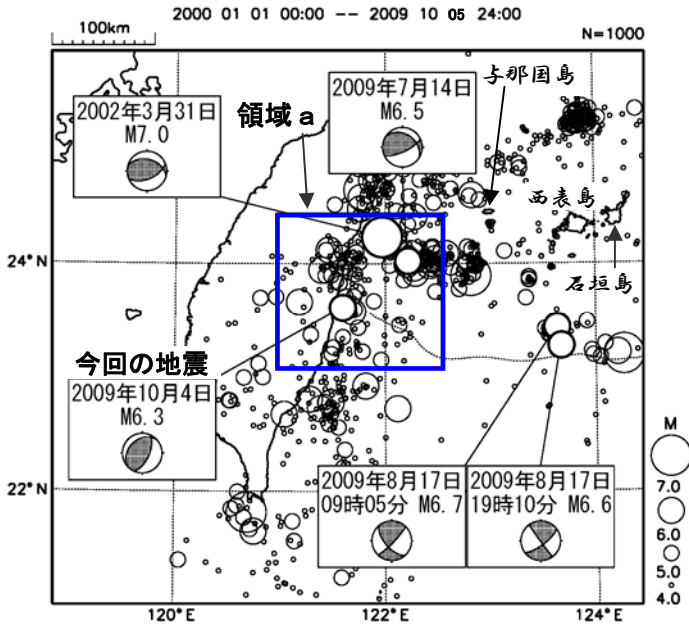 2000 01 01 00:00 -- 2009 10 05 24:00
100km
N=1000
与那国島
2009年7月14日
M6.5
2002年3月31日
M7.0
領域a
西表島
石垣島
24°N
今回の地震
2009年10月4日
M6.3
2009年8月17日
09時05分 M6.7
2009年8月17日
19時10分 M6.6
22°N
M
7.0
6.0
5.0
4.0
120°E
122°E
124°E